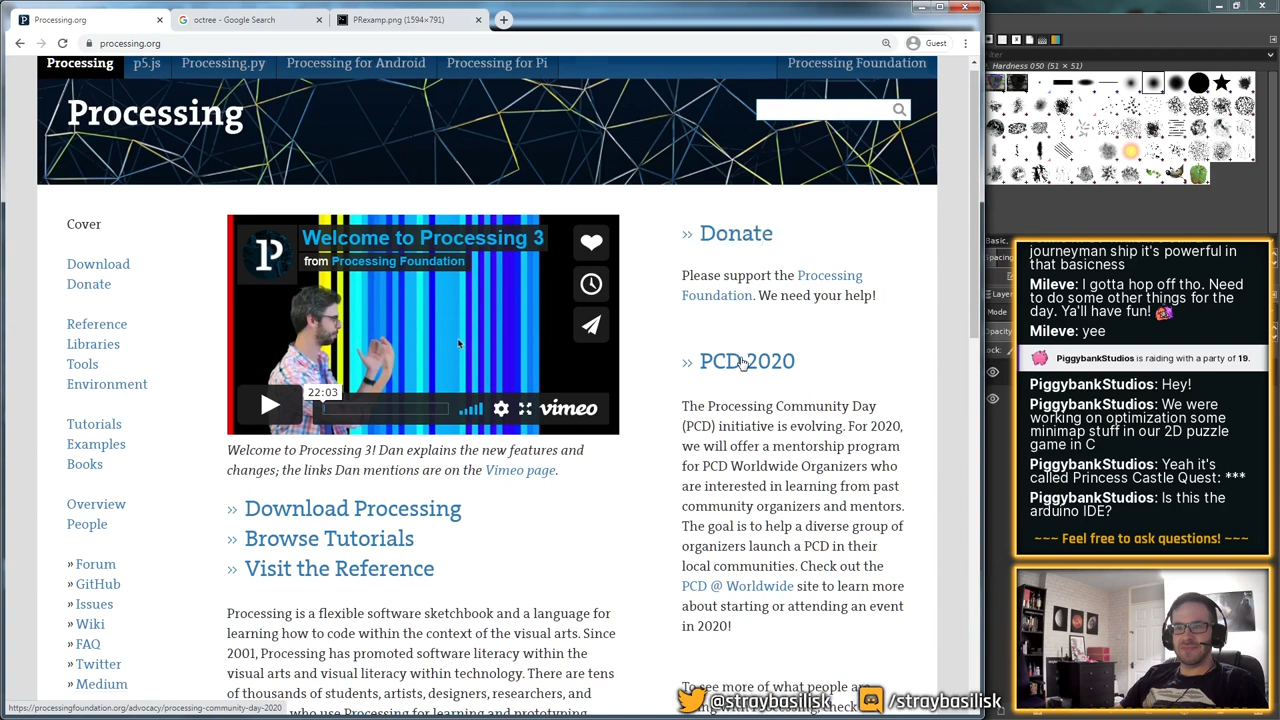 Processing.org
octree - Google Search
PRexamp.png (1594×791)
processing.org
Guest
Processing
p5.js
Processing.py
Processing for Android
Processing for Pi
Processing Foundation
Processing
Cover
Download
Donate
Reference
Libraries
Tools
Environment
Tutorials
Examples
Books
Overview
People
» Forum
» GitHub
» Issues
» Wiki
» FAQ
» Twitter
» Medium
Welcome to Processing 3
from Processing Foundation
22:03
vimeo
Welcome to Processing 3! Dan explains the new features and
changes; the links Dan mentions are on the Vimeo page.
» Download Processing
» Browse Tutorials
» Visit the Reference
Processing is a flexible software sketchbook and a language for
learning how to code within the context of the visual arts. Since
2001, Processing has promoted software literacy within the
visual arts and visual literacy within technology. There are tens
of thousands of students, artists, designers, researchers, and
» Donate
Please support the Processing
Foundation. We need your help!
» PCD 2020
The Processing Community Day
(PCD) initiative is evolving. For 2020,
we will offer a mentorship program
for PCD Worldwide Organizers who
are interested in learning from past
community organizers and mentors.
The goal is to help a diverse group of
organizers launch a PCD in their
local communities. Check out the
PCD @ Worldwide site to learn more
about starting or attending an event
in 2020!
To see more of what people are
https://processingfoundation.org/advocacy/processing-community-day-2020
Hardness 050 (51 × 51)
Basic,
Spacing
Layer
Mode
Opacity
Lock:
journeyman ship it's powerful in
that basicness
Mileve: I gotta hop off tho. Need
to do some other things for the
day. Ya'll have fun!
Mileve: yee
PiggybankStudios is raiding with a party of 19.
PiggybankStudios: Hey!
PiggybankStudios: We were
working on optimization some
minimap stuff in our 2D puzzle
game in C
PiggybankStudios: Yeah it's
called Princess Castle Quest: ***
PiggybankStudios: Is this the
arduino IDE?
~~~ Feel free to ask questions! ~~~
@straybasilisk
/straybasilisk